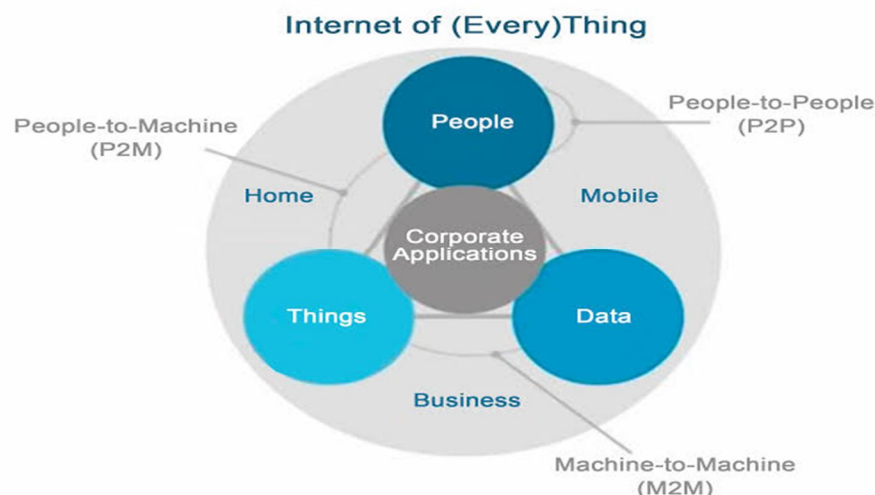 Internet of (Every)Thing
People
People-to-People
(P2P)
People-to-Machine
(P2M)
Home
Mobile
Corporate
Applications
Things
Data
Business
Machine-to-Machine
(M2M)